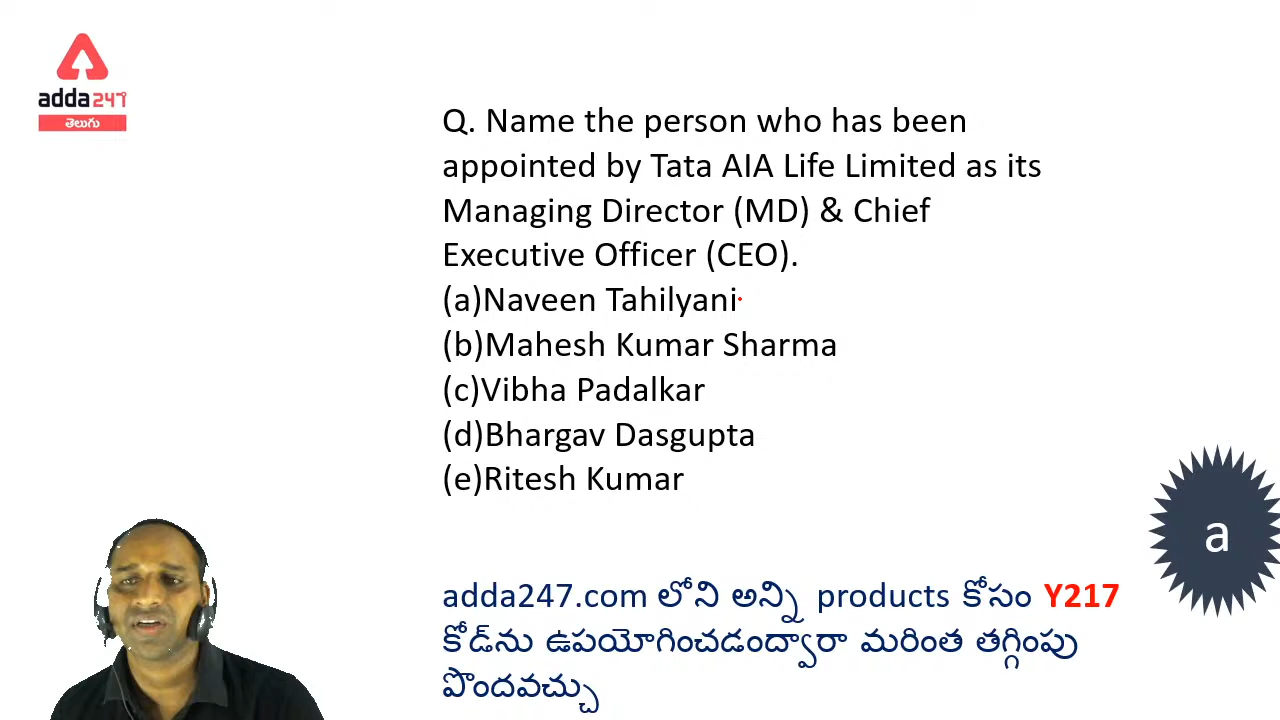 adda247
తెలుగు
Q. Name the person who has been
appointed by Tata AIA Life Limited as its
Managing Director (MD) & Chief
Executive Officer (CEO).
(a)Naveen Tahilyani
(b)Mahesh Kumar Sharma
(c)Vibha Padalkar
(d)Bhargav Dasgupta
(e)Ritesh Kumar
a
adda247.com లోని అన్ని products కోసం Y217
కోడ్‌ను ఉపయోగించడంద్వారా మరింత తగ్గింపు
పొందవచ్చు